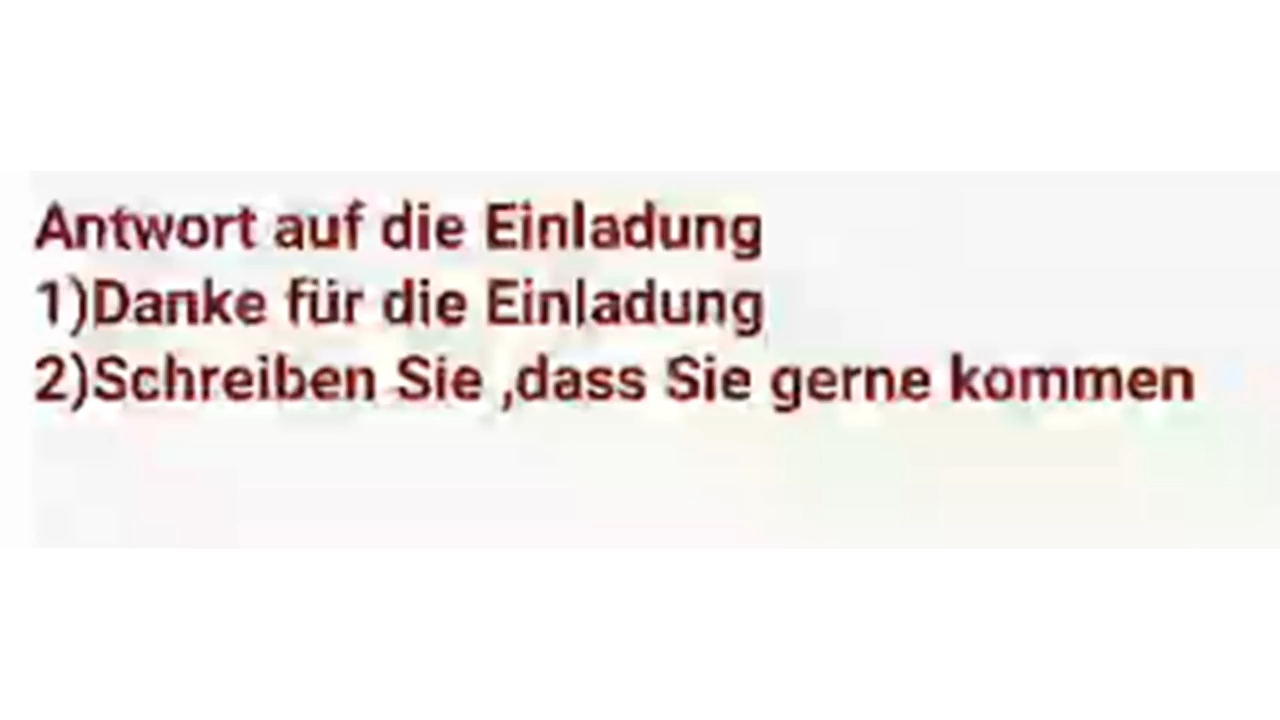 Antwort auf die Einladung
1)Danke für die Einladung
2)Schreiben Sie ,dass Sie gerne kommen